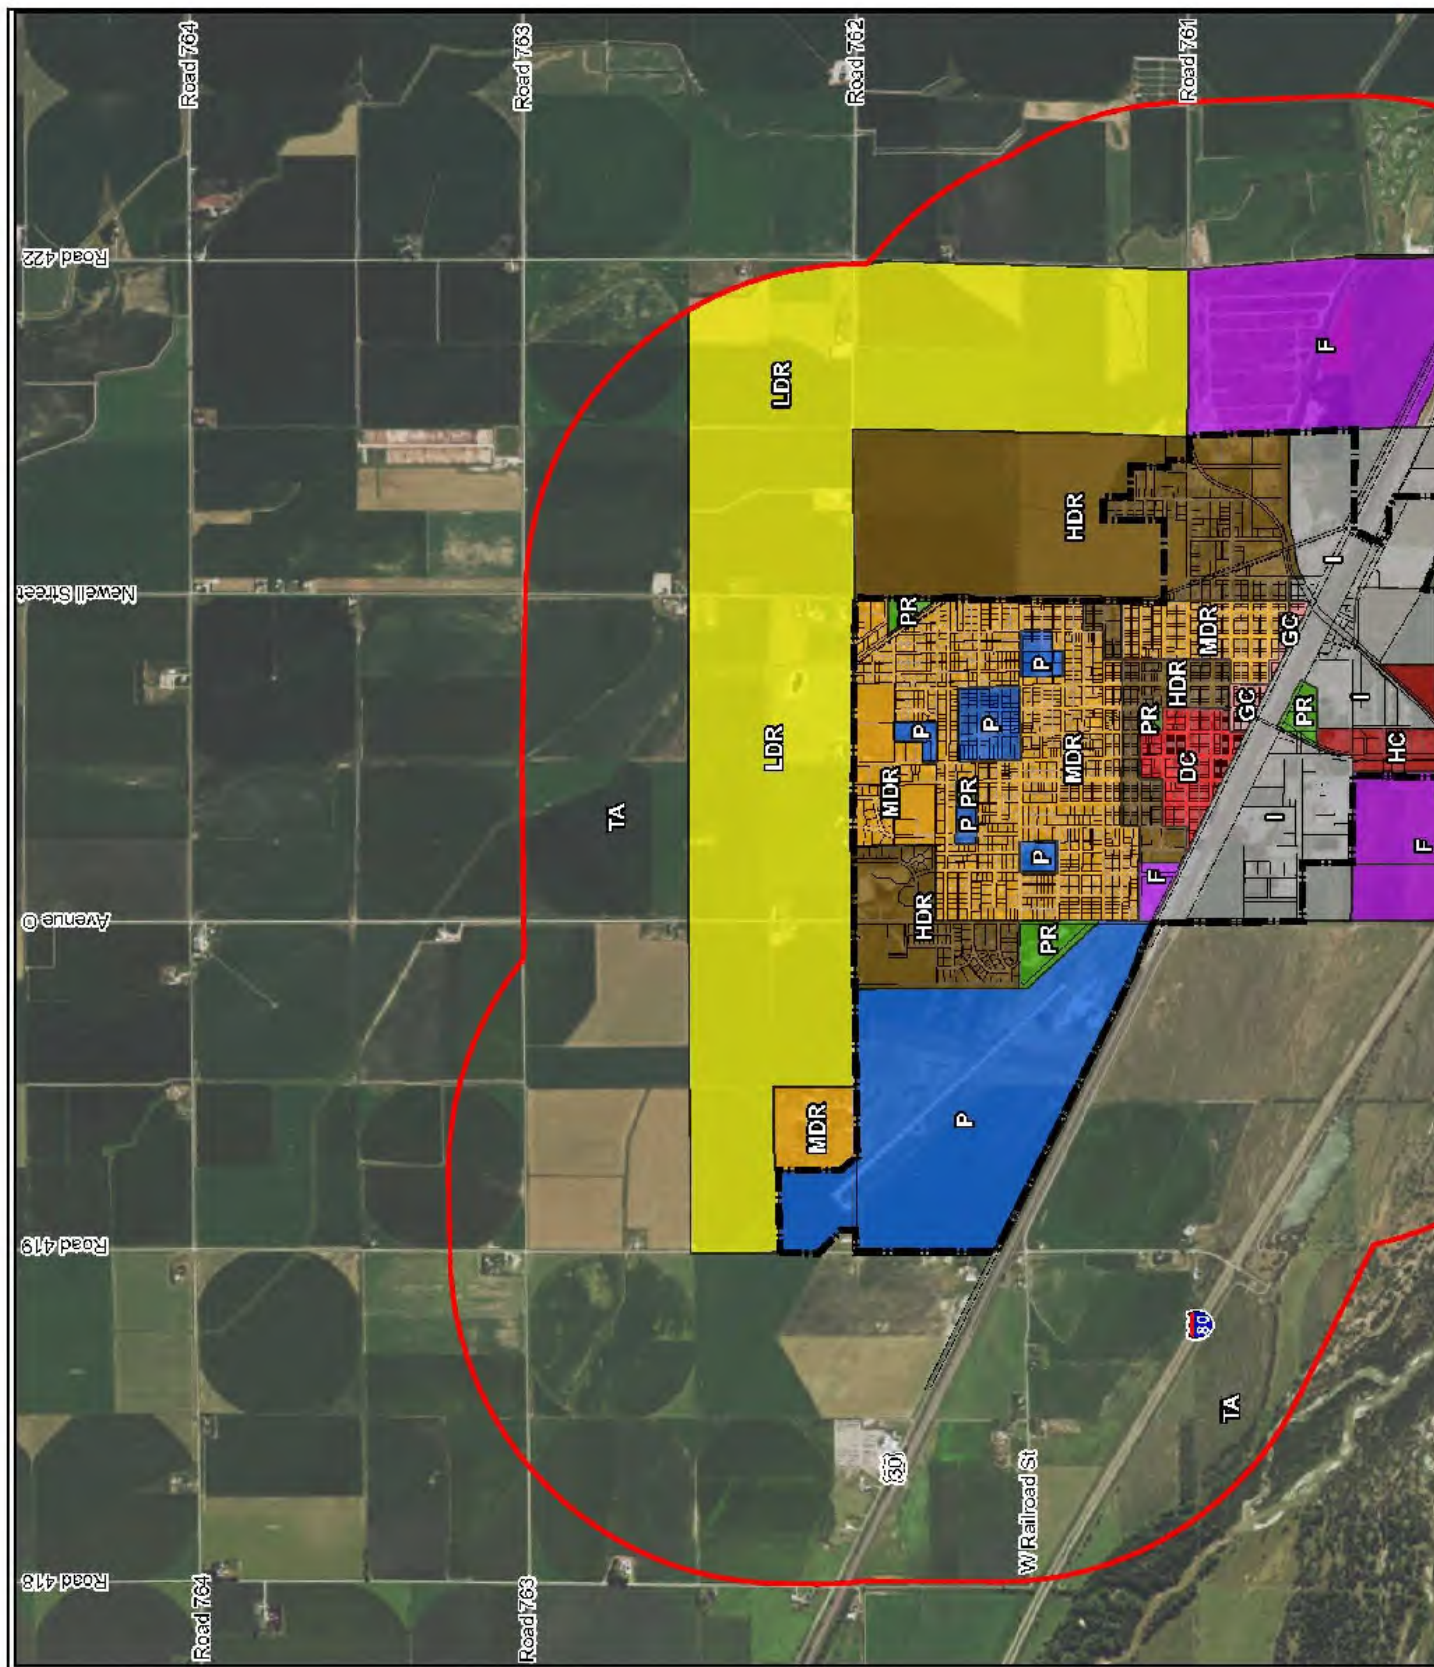 Road 764
Road 763
Road 762
Road 761
Road 422
LDR
F
HDR
Newell Street
PR
MDR
I
GC
P
P
P
HDR
GC
PR
PR
I
LDR
MDR
MDR
DC
HC
P
PR
TA
P
I
F
F
Avenue O
HDR
PR
MDR
P
Road 419
80
TA
30
W Railroad St
Road 418
Road 764
Road 763